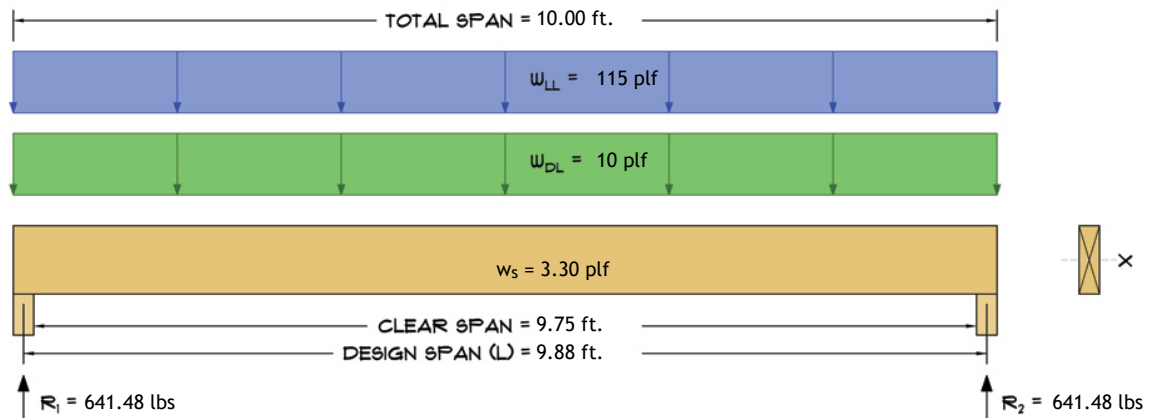 TOTAL SPAN = 10.00 ft.
W_LL = 115 plf
W_DL = 10 plf
w_s = 3.30 plf
X
CLEAR SPAN = 9.75 ft.
DESIGN SPAN (L) = 9.88 ft.
R_1 = 641.48 lbs
R_2 = 641.48 lbs